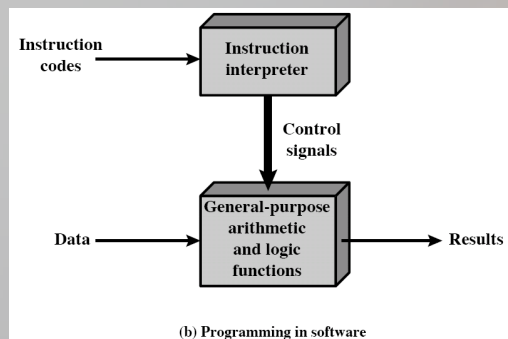 Instruction
codes
Instruction
interpreter
Control
signals
Data
General-purpose
arithmetic
and logic
functions
Results
(b) Programming in software